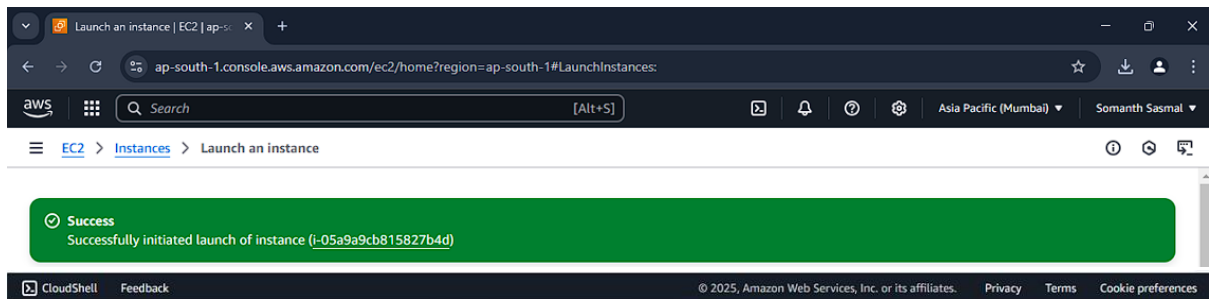 Launch an instance | EC2 | ap-so
ap-south-1.console.aws.amazon.com/ec2/home?region=ap-south-1#LaunchInstances:
aws Search [Alt+S] Asia Pacific (Mumbai) Somanth Sasmal
EC2 > Instances > Launch an instance
Success
Successfully initiated launch of instance (i-05a9a9cb815827b4d)
CloudShell Feedback © 2025, Amazon Web Services, Inc. or its affiliates. Privacy Terms Cookie preferences